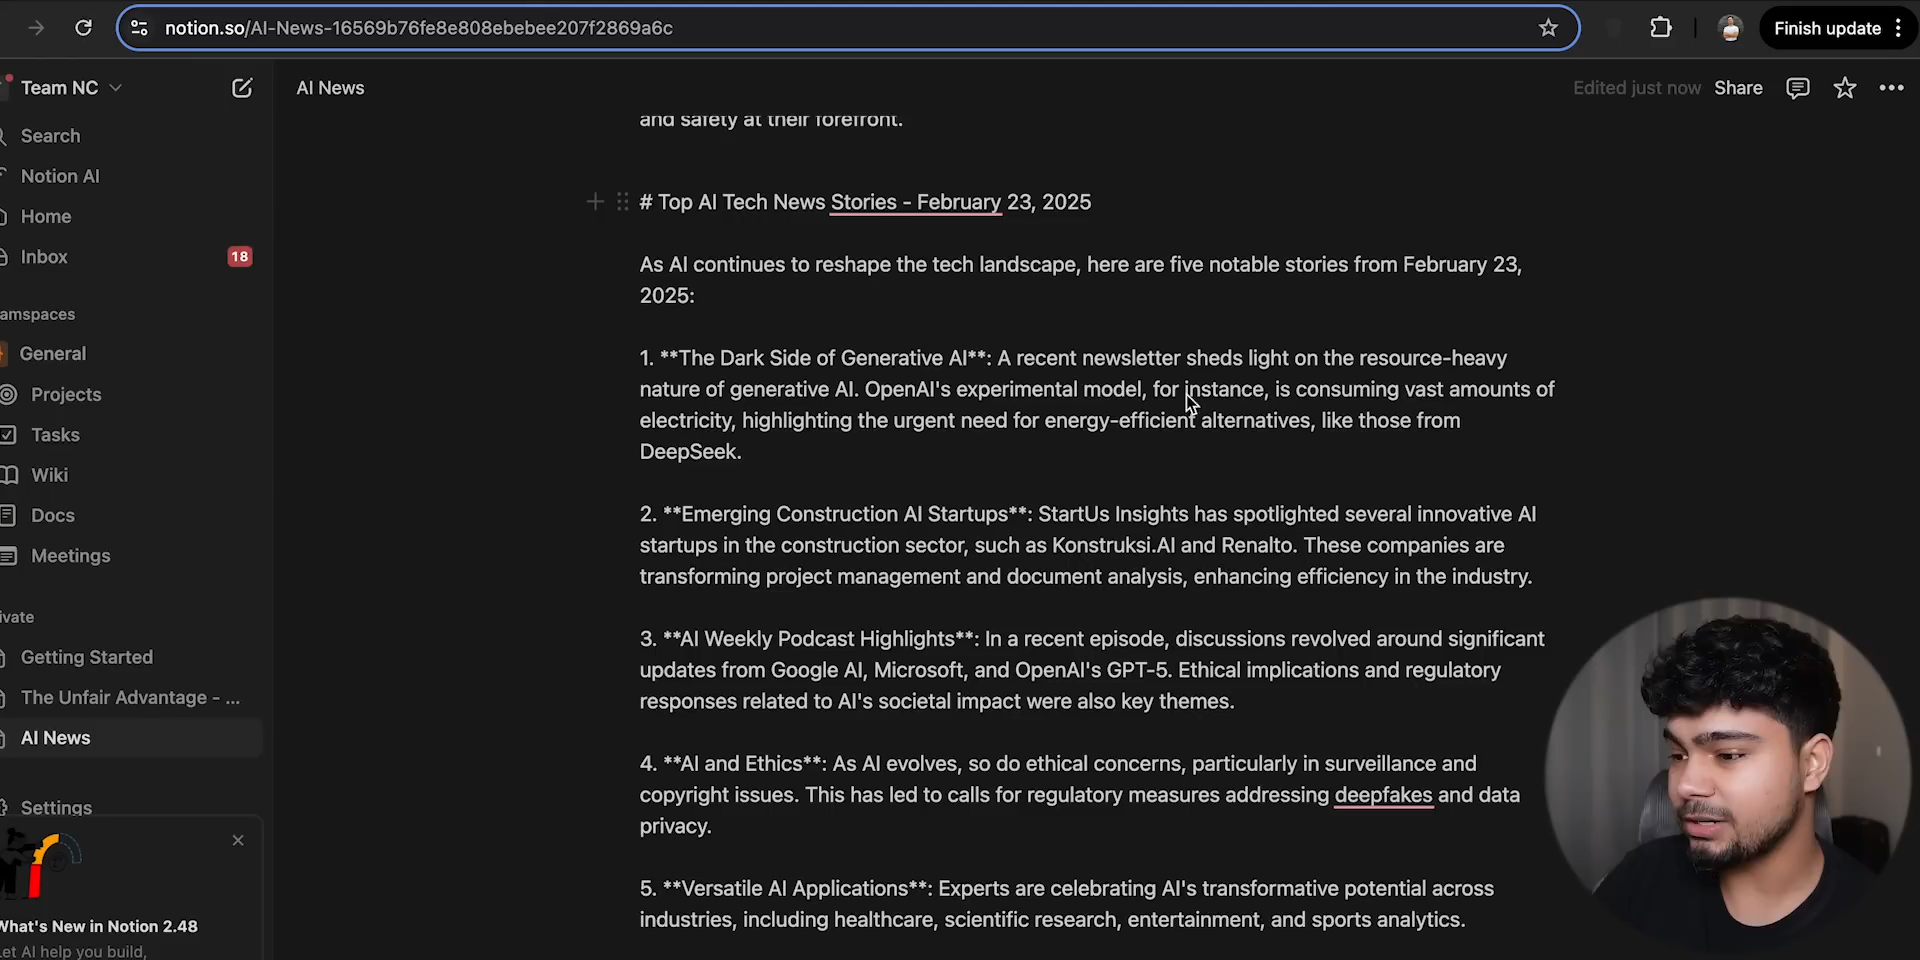 notion.so/AI-News-16569b76fe8e808ebebee207f2869a6c
Finish update
Team NC
AI News
Edited just now
Share
Search
Notion AI
Home
Inbox
18
amspaces
General
Projects
Tasks
Wiki
Docs
Meetings
ivate
Getting Started
The Unfair Advantage - ...
AI News
Settings
What's New in Notion 2.48
Let AI help you build,
and safety at their forefront.
# Top AI Tech News Stories - February 23, 2025
As AI continues to reshape the tech landscape, here are five notable stories from February 23,
2025:
1. **The Dark Side of Generative AI**: A recent newsletter sheds light on the resource-heavy
nature of generative AI. OpenAI's experimental model, for instance, is consuming vast amounts of
electricity, highlighting the urgent need for energy-efficient alternatives, like those from
DeepSeek.
2. **Emerging Construction AI Startups**: StartUs Insights has spotlighted several innovative AI
startups in the construction sector, such as Konstruksi.AI and Renalto. These companies are
transforming project management and document analysis, enhancing efficiency in the industry.
3. **AI Weekly Podcast Highlights**: In a recent episode, discussions revolved around significant
updates from Google AI, Microsoft, and OpenAI's GPT-5. Ethical implications and regulatory
responses related to AI's societal impact were also key themes.
4. **AI and Ethics**: As AI evolves, so do ethical concerns, particularly in surveillance and
copyright issues. This has led to calls for regulatory measures addressing deepfakes and data
privacy.
5. **Versatile AI Applications**: Experts are celebrating AI's transformative potential across
industries, including healthcare, scientific research, entertainment, and sports analytics.